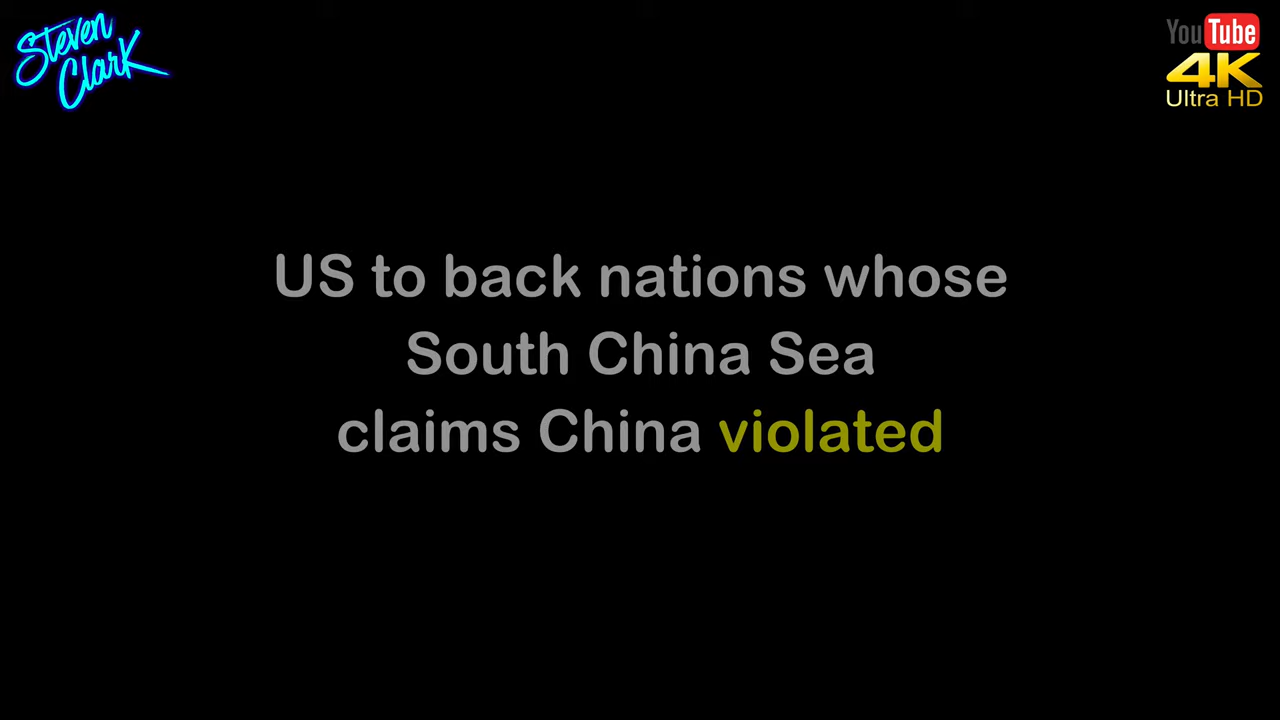 Steven
Clark
YouTube
4K
Ultra HD
US to back nations whose
South China Sea
claims China violated